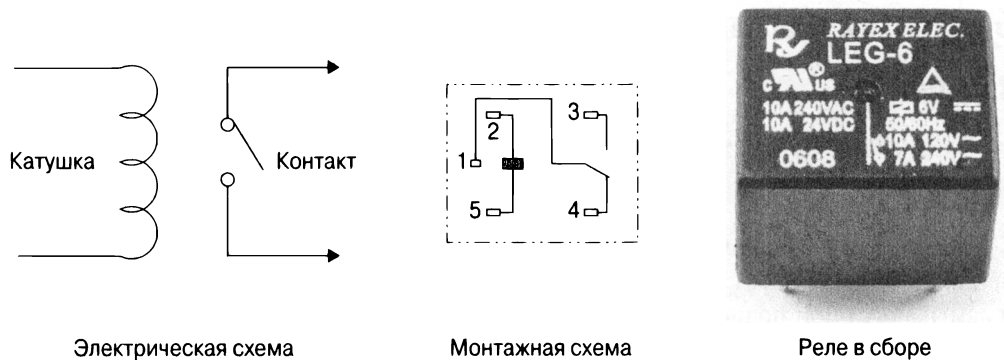 Катушка
Контакт
Электрическая схема
1
2
3
4
5
Монтажная схема
RAYEX ELEC.
LEG-6
c US ®
10A 240VAC 6V
10A 24VDC 50/60Hz
10A 120V~
0608 7A 240V~
Реле в сборе